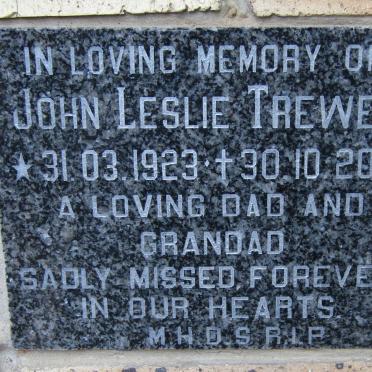 IN LOVING MEMORY O
JOHN LESLIE TREWE
★ 31.03.1923 · † 30.10.20
A LOVING DAD AND
GRANDAD
SADLY MISSED, FOREVE
IN OUR HEARTS.
M.H.D.S. R.I.P.